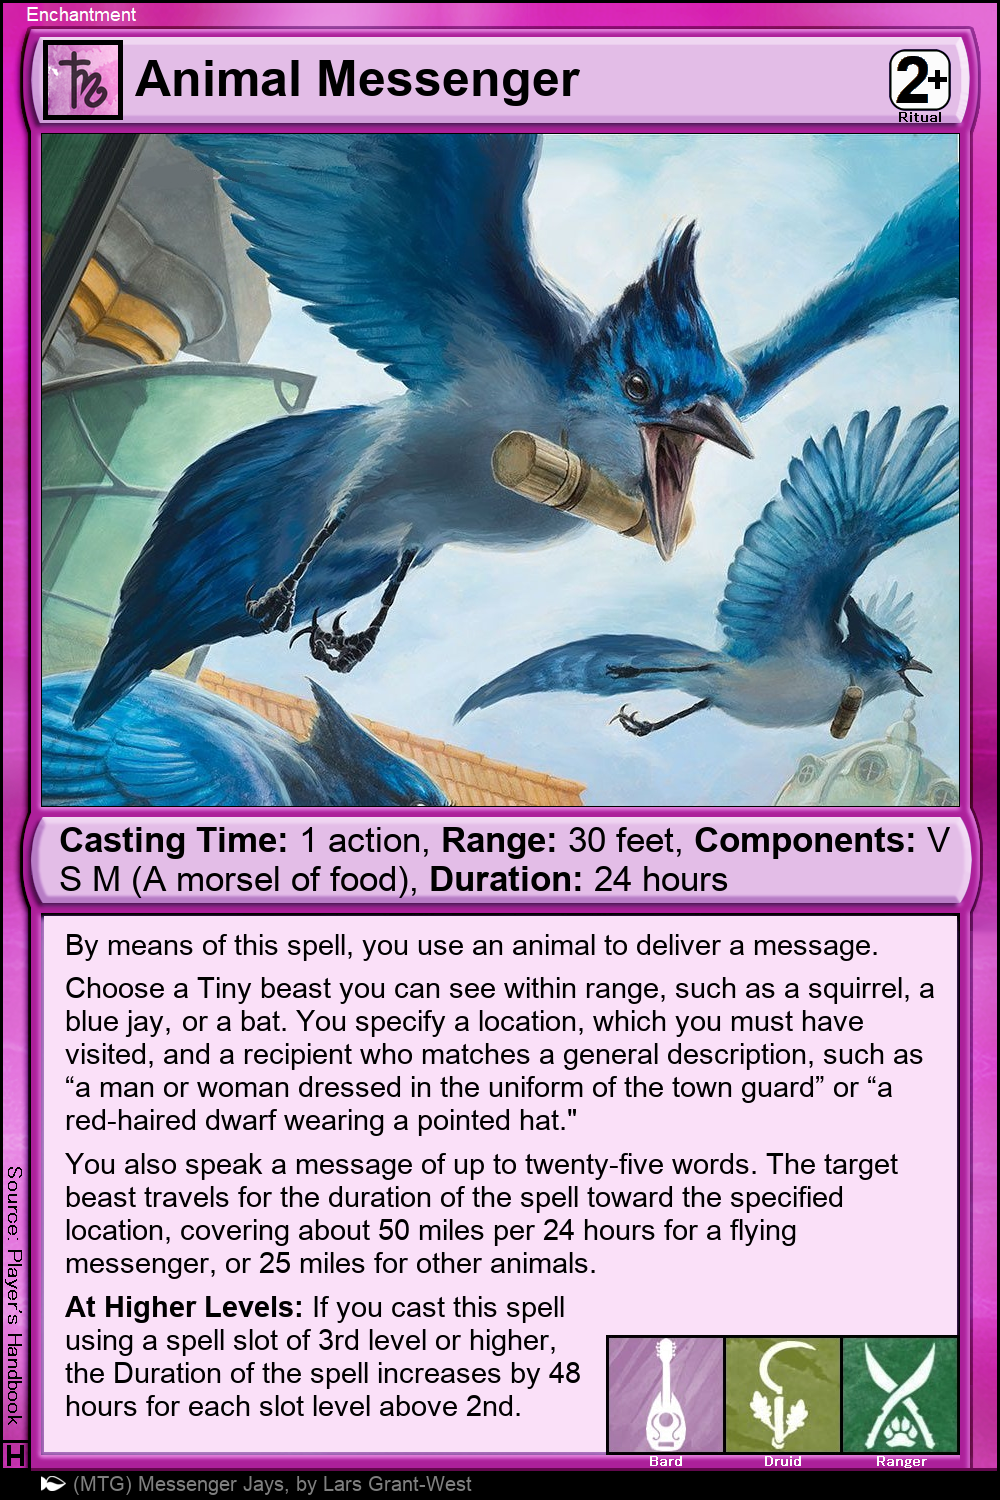 Enchantment
Animal Messenger
2+
Ritual
Casting Time: 1 action, Range: 30 feet, Components: V
S M (A morsel of food), Duration: 24 hours
By means of this spell, you use an animal to deliver a message.
Choose a Tiny beast you can see within range, such as a squirrel, a
blue jay, or a bat. You specify a location, which you must have
visited, and a recipient who matches a general description, such as
“a man or woman dressed in the uniform of the town guard” or “a
red-haired dwarf wearing a pointed hat."
You also speak a message of up to twenty-five words. The target
beast travels for the duration of the spell toward the specified
location, covering about 50 miles per 24 hours for a flying
messenger, or 25 miles for other animals.
At Higher Levels: If you cast this spell
using a spell slot of 3rd level or higher,
the Duration of the spell increases by 48
hours for each slot level above 2nd.
Bard
Druid
Ranger
Source: Player's Handbook
H
(MTG) Messenger Jays, by Lars Grant-West